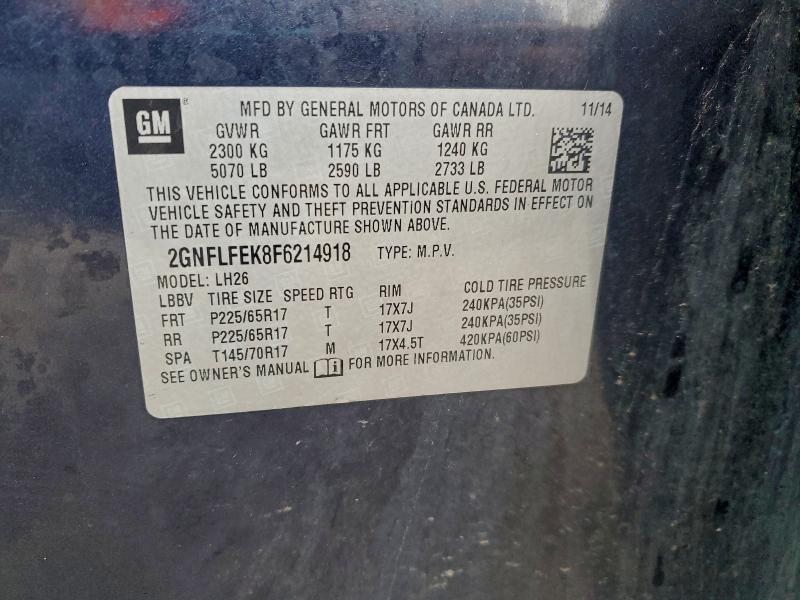 GM
MFD BY GENERAL MOTORS OF CANADA LTD. 11/14
GVWR GAWR FRT GAWR RR
2300 KG 1175 KG 1240 KG
5070 LB 2590 LB 2733 LB
THIS VEHICLE CONFORMS TO ALL APPLICABLE U.S. FEDERAL MOTOR
VEHICLE SAFETY AND THEFT PREVENTION STANDARDS IN EFFECT ON
THE DATE OF MANUFACTURE SHOWN ABOVE.
2GNFLFEK8F6214918 TYPE: M.P.V.
MODEL: LH26
LBBV TIRE SIZE SPEED RTG RIM COLD TIRE PRESSURE
FRT P225/65R17 T 17X7J 240KPA(35PSI)
RR P225/65R17 T 17X7J 240KPA(35PSI)
SPA T145/70R17 M 17X4.5T 420KPA(60PSI)
SEE OWNER'S MANUAL FOR MORE INFORMATION.